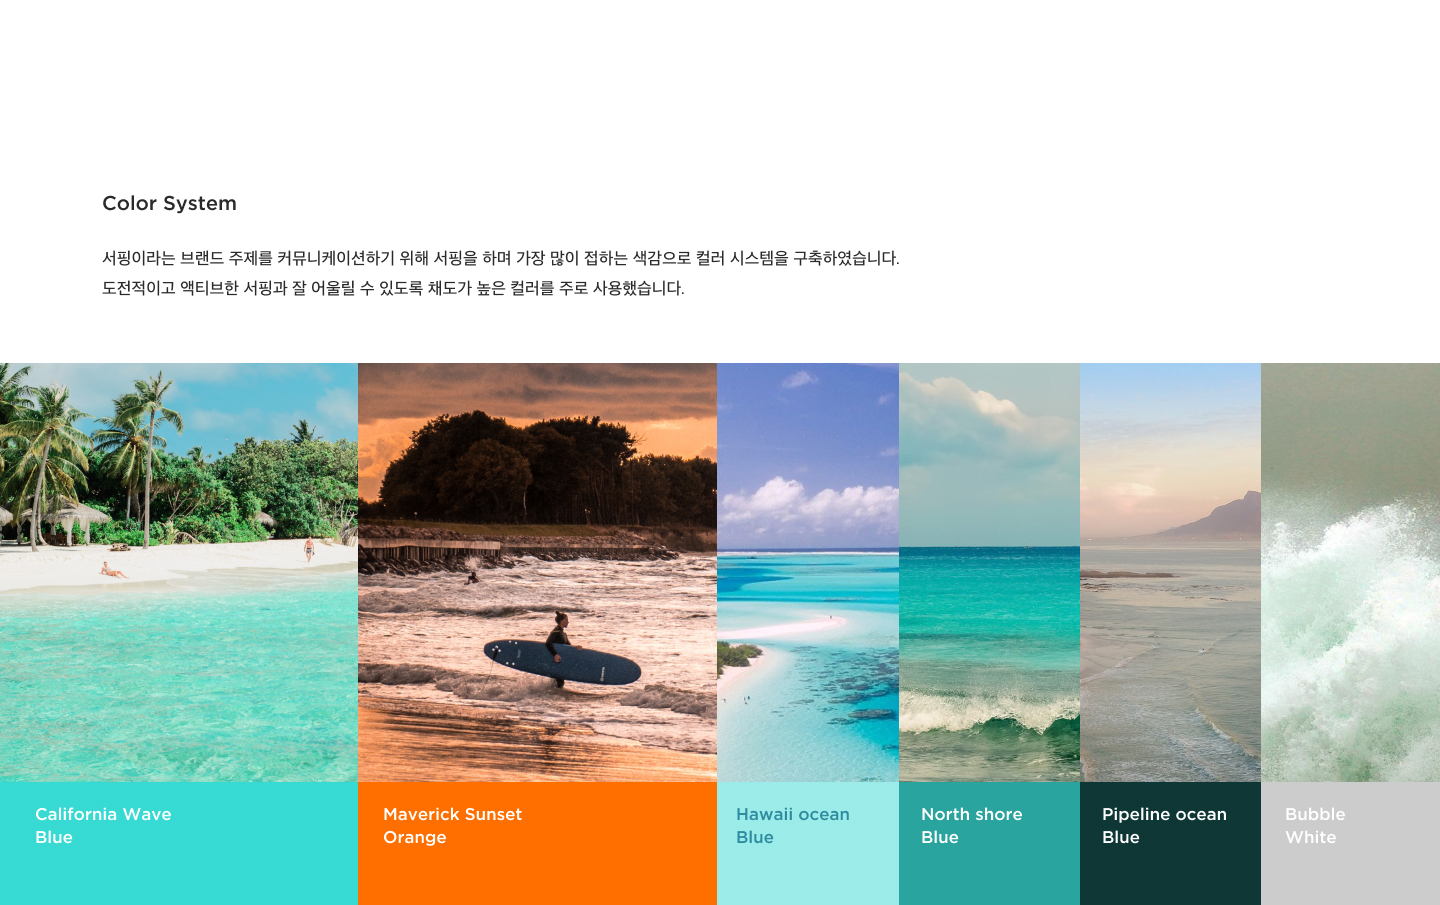 Color System
서핑이라는 브랜드 주제를 커뮤니케이션하기 위해 서핑을 하며 가장 많이 접하는 색감으로 컬러 시스템을 구축하였습니다.
도전적이고 액티브한 서핑과 잘 어울릴 수 있도록 채도가 높은 컬러를 주로 사용했습니다.
California Wave
Blue
Maverick Sunset
Orange
Hawaii ocean
Blue
North shore
Blue
Pipeline ocean
Blue
Bubble
White